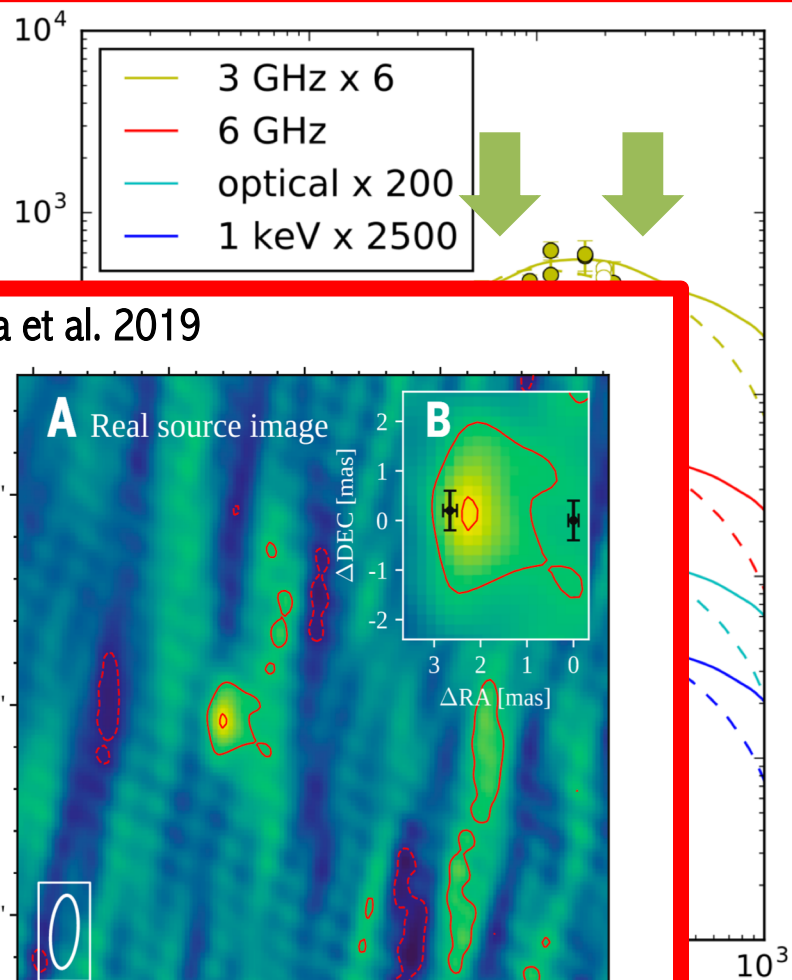 10^4
3 GHz x 6
6 GHz
optical x 200
1 keV x 2500
10^3
a et al. 2019
A Real source image
B
ΔDEC [mas]
2
1
0
-1
-2
3 2 1 0
ΔRA [mas]
"
"
"
10^3